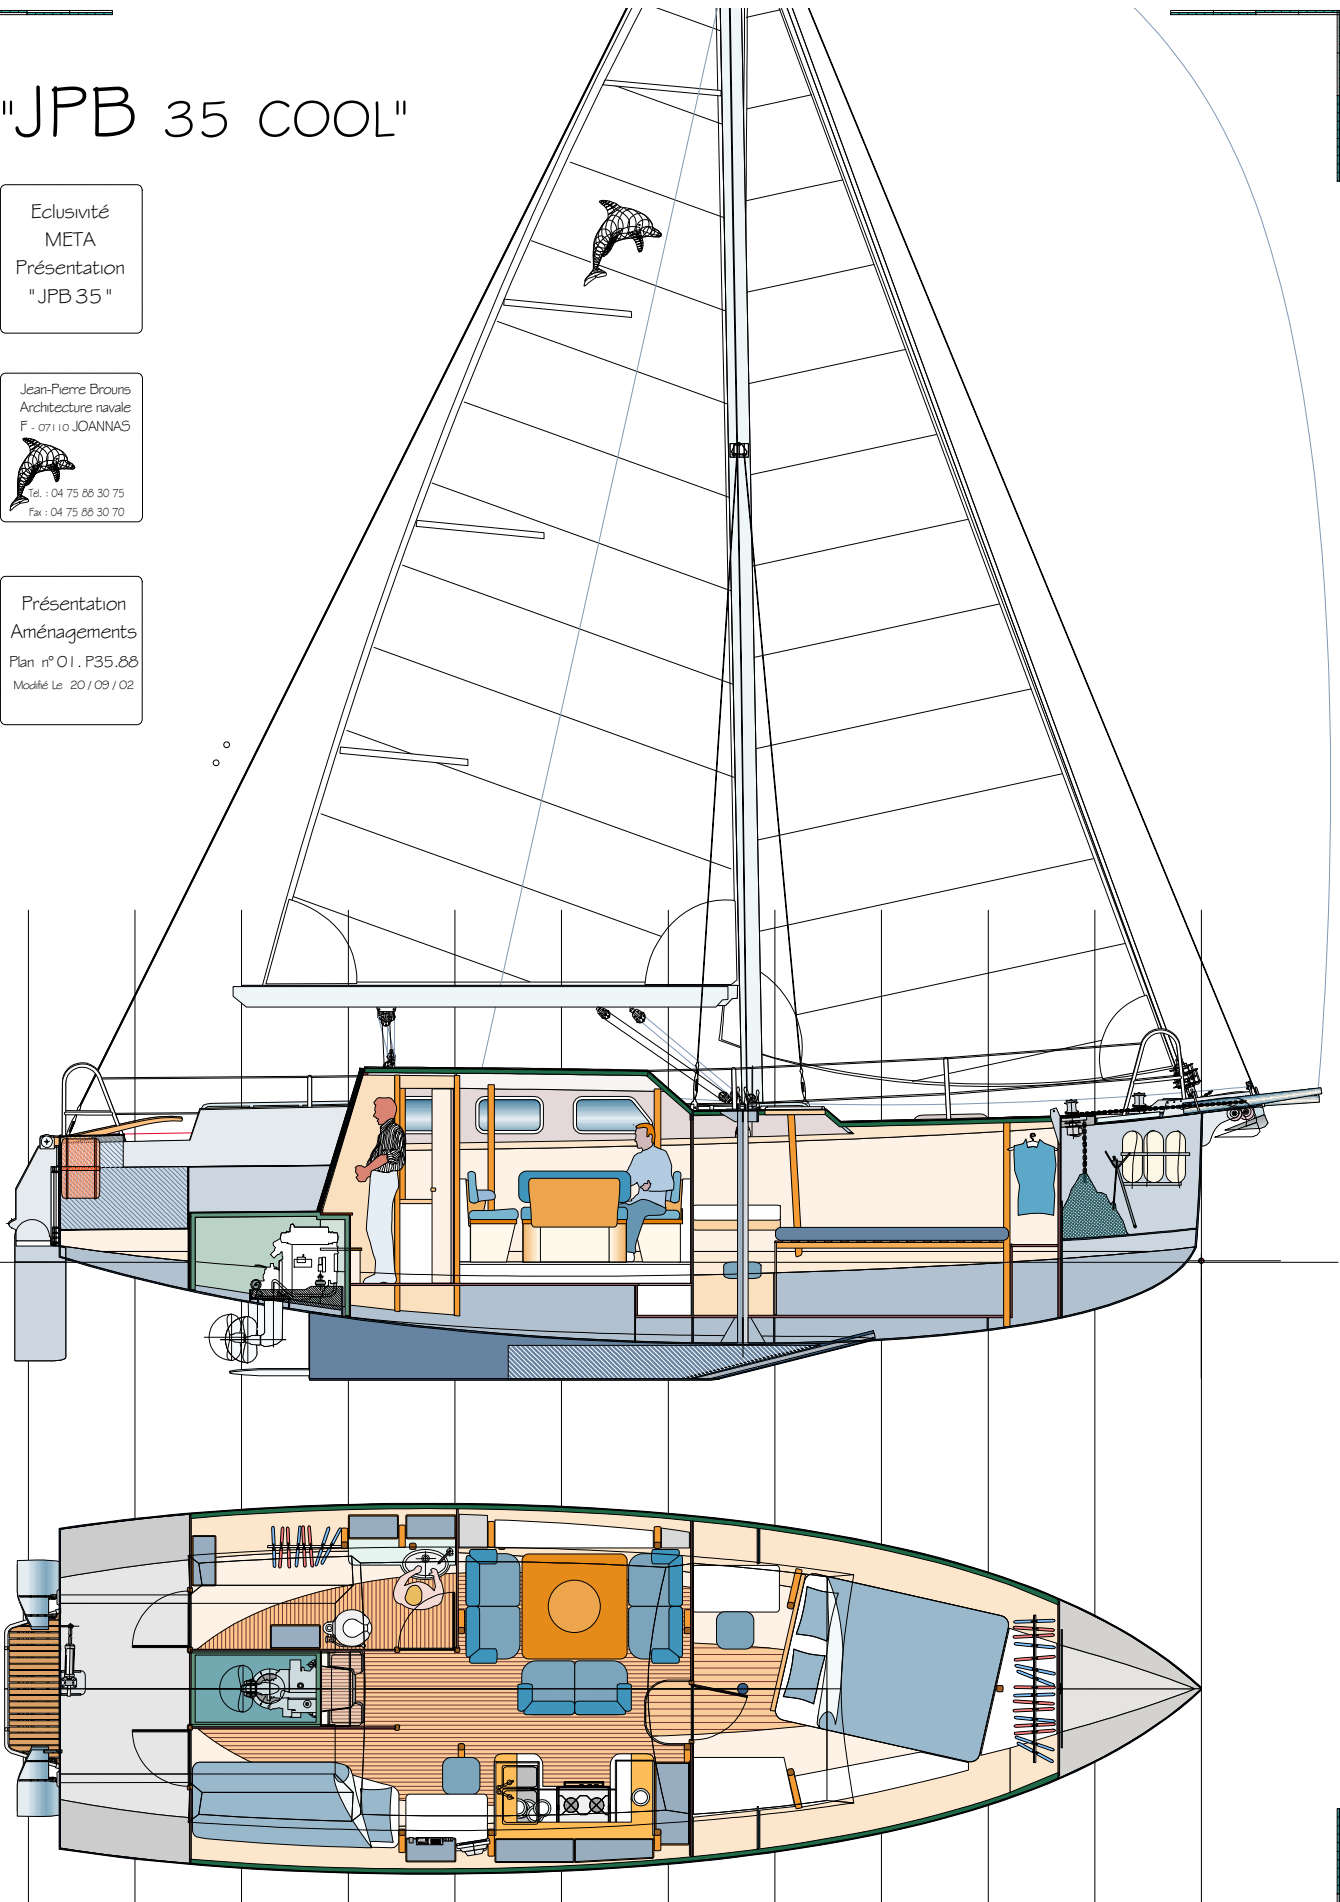 "JPB 35 COOL"
Eclusivité
META
Présentation
"JPB 35"
Jean-Pierre Brouns
Architecture navale
F - 07110 JOANNAS
Tel. : 04 75 88 30 75
Fax : 04 75 88 30 70
Présentation
Aménagements
Plan n° 01. P35.88
Modifié Le 20 / 09 / 02